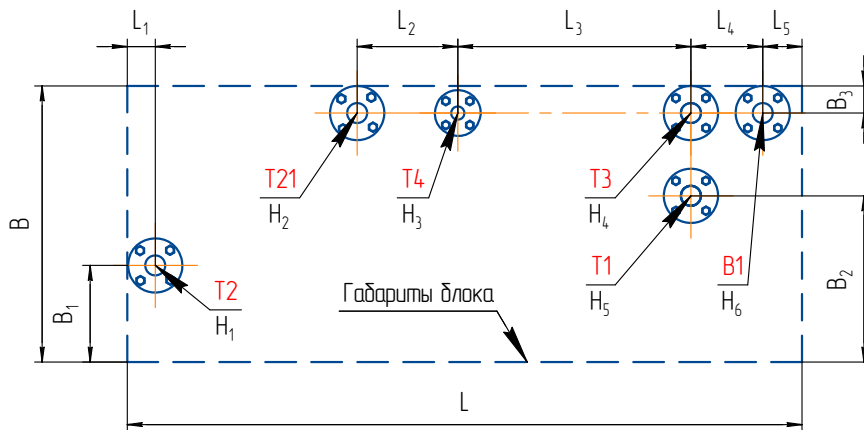 L₁ L₂ L₃ L₄ L₅
B₃
T21 T4 T3
H₂ H₃ H₄
B
T1 B1
H₅ H₆
B₂
T2
H₁
B₁
Габариты блока
L